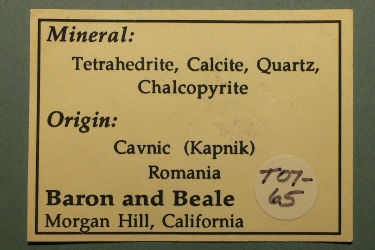 Mineral:
Tetrahedrite, Calcite, Quartz,
Chalcopyrite
Origin:
Cavnic (Kapnik)
Romania
Baron and Beale
Morgan Hill, California
T07-
65